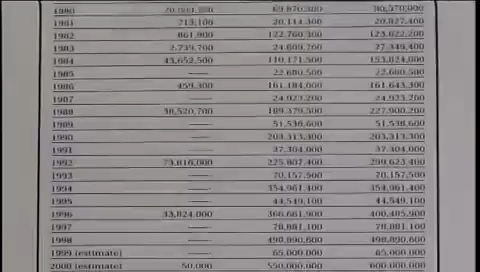 1980
1981 713,100 20,114,300 20,827,400
1982 861,900 122,760,300 123,622,200
1983 2,739,700 24,609,700 27,349,400
1984 43,652,500 110,171,500 153,824,000
1985 —— 22,680,500 22,680,500
1986 459,300 161,184,000 161,643,300
1987 —— 24,923,200 24,923,200
1988 38,520,700 189,379,500 227,900,200
1989 —— 51,538,600 51,538,600
1990 —— 203,313,300 203,313,300
1991 —— 37,304,000 37,304,000
1992 73,816,000 225,807,400 299,623,400
1993 —— 70,157,500 70,157,500
1994 —— 354,961,400 354,961,400
1995 —— 44,549,100 44,549,100
1996 33,824,000 366,661,900 400,485,900
1997 —— 78,881,100 78,881,100
1998 —— 490,890,600 490,890,600
1999 (estimate) —— 65,000,000 65,000,000
2000 (estimate) 50,000 550,000,000 600,000,000